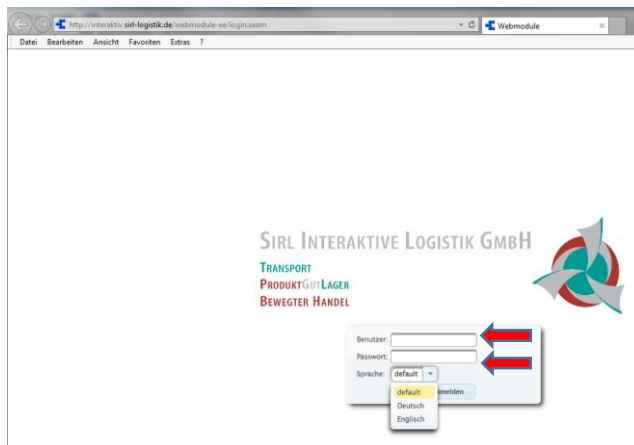 http://interaktiv.sirl-logistik.de/webmodule-ee/login.seam
Webmodule
Datei Bearbeiten Ansicht Favoriten Extras ?
SIRL INTERAKTIVE LOGISTIK GMBH
TRANSPORT
PRODUKTGUTLAGER
BEWEGTER HANDEL
Benutzer:
Passwort:
Sprache: default
default
Deutsch
Englisch